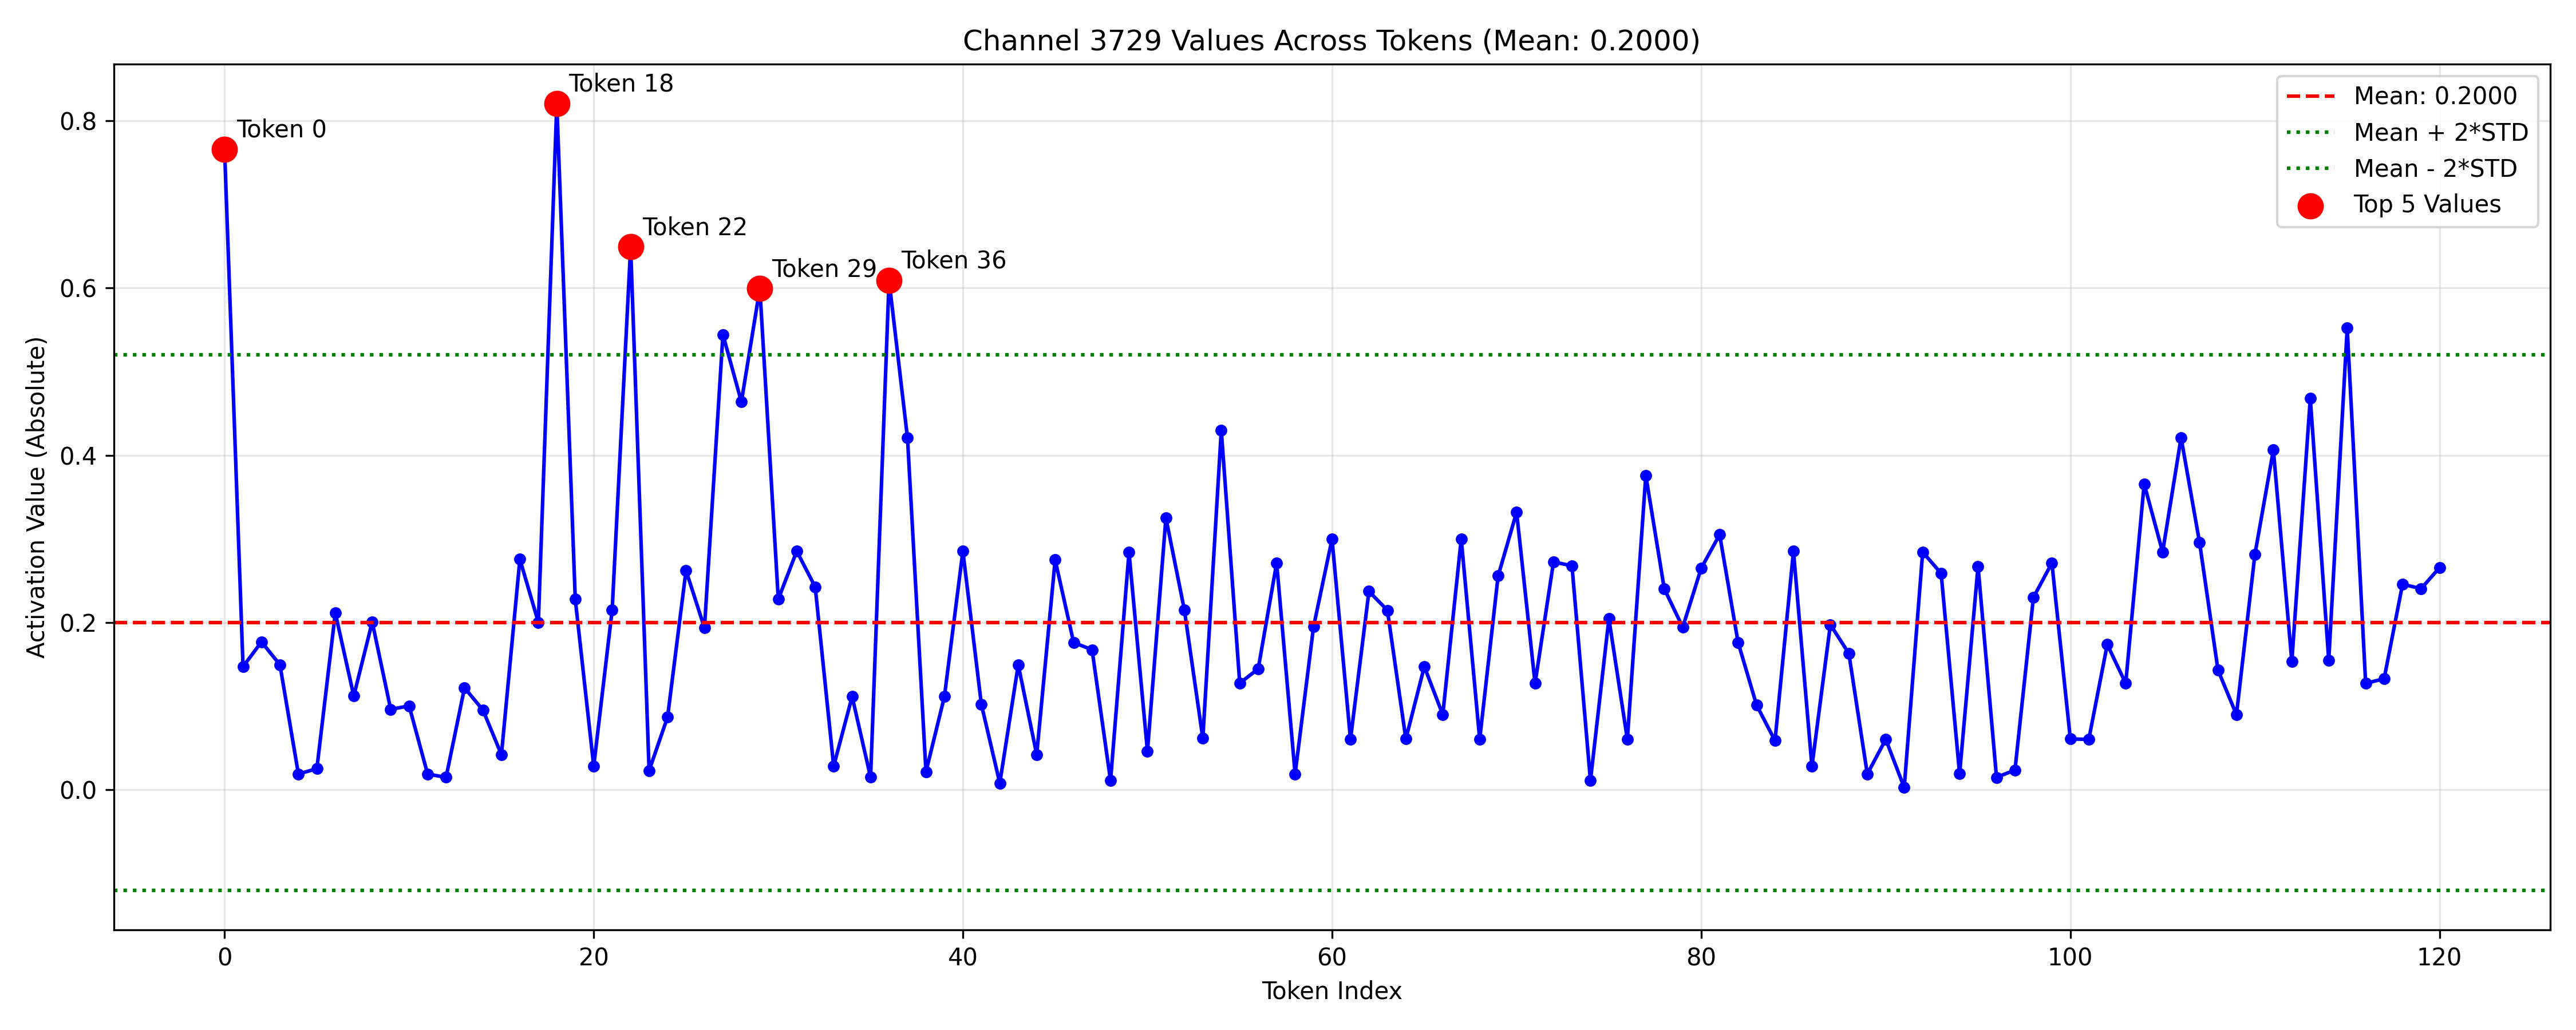 Channel 3729 Values Across Tokens (Mean: 0.2000)
Token 0
Token 18
Token 22
Token 29
Token 36
Mean: 0.2000
Mean + 2*STD
Mean - 2*STD
Top 5 Values
Activation Value (Absolute)
0.8
0.6
0.4
0.2
0.0
0
20
40
60
80
100
120
Token Index